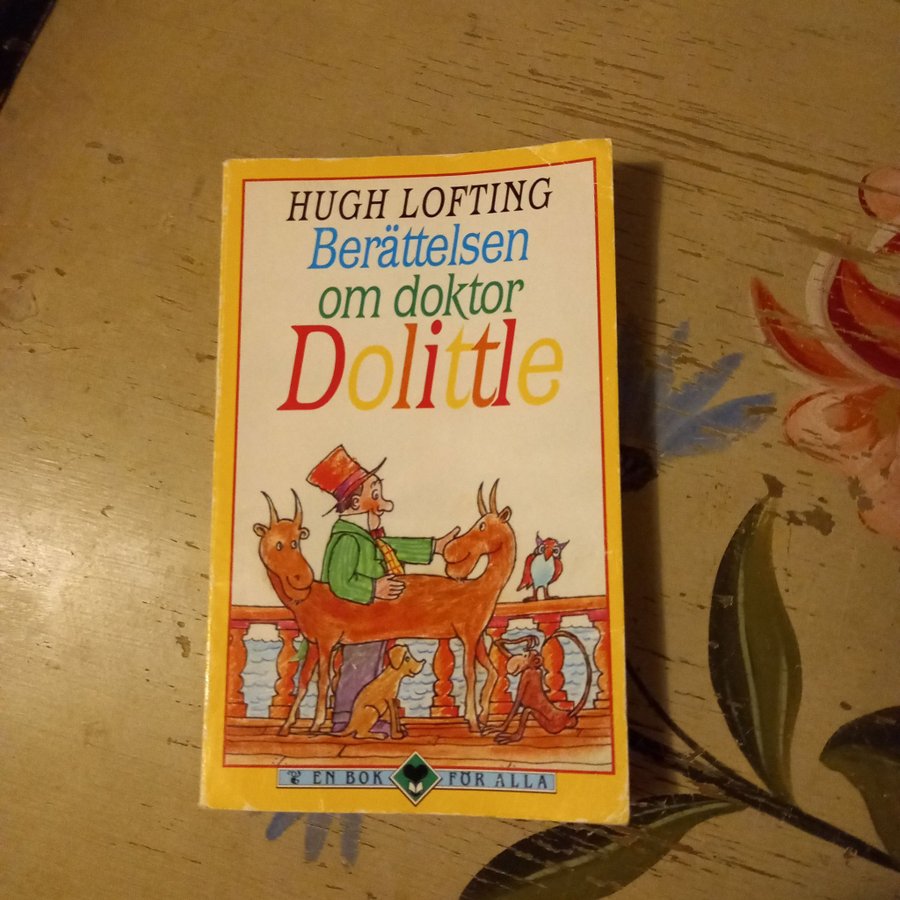 HUGH LOFTING
Berättelsen
om doktor
Dolittle
EN BOK FÖR ALLA